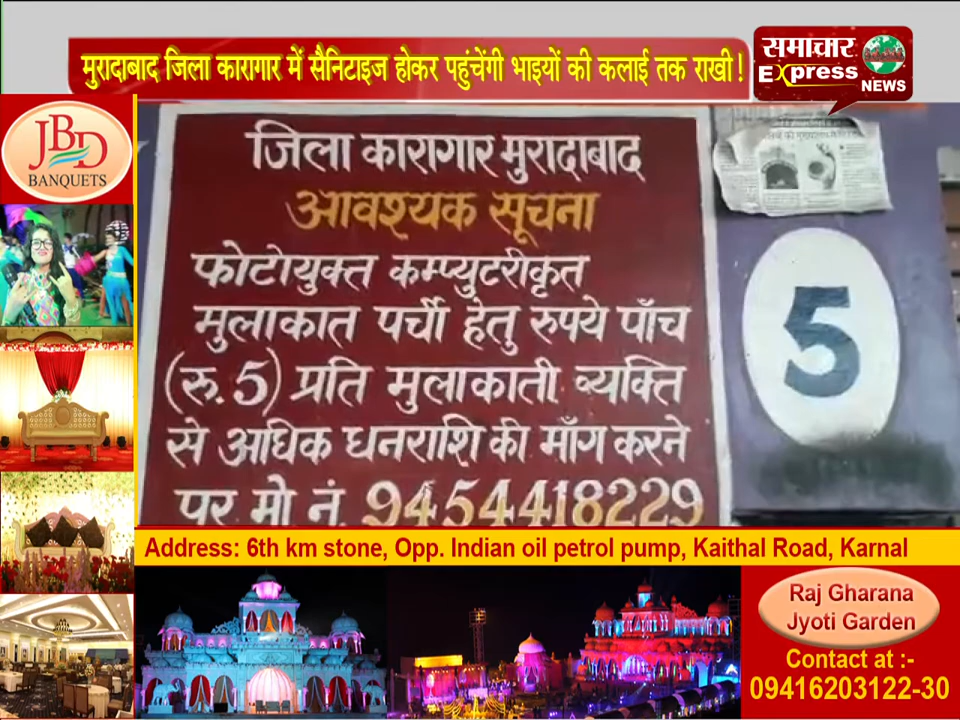 मुरादाबाद जिला कारागार में सैनिटाइज होकर पहुंचेंगी भाइयों की कलाई तक राखी !
समाचार
Express
NEWS
JBD
BANQUETS
जिला कारागार मुरादाबाद
आवश्यक सूचना
फोटोयुक्त कम्प्युटरीकृत
मुलाकात पर्ची हेतु रुपये पाँच
(रु. 5) प्रति मुलाकाती व्यक्ति
से अधिक धनराशि की माँग करने
पर मो. नं. 9454418229
5
Address: 6th km stone, Opp. Indian oil petrol pump, Kaithal Road, Karnal
Raj Gharana
Jyoti Garden
Contact at :-
09416203122-30